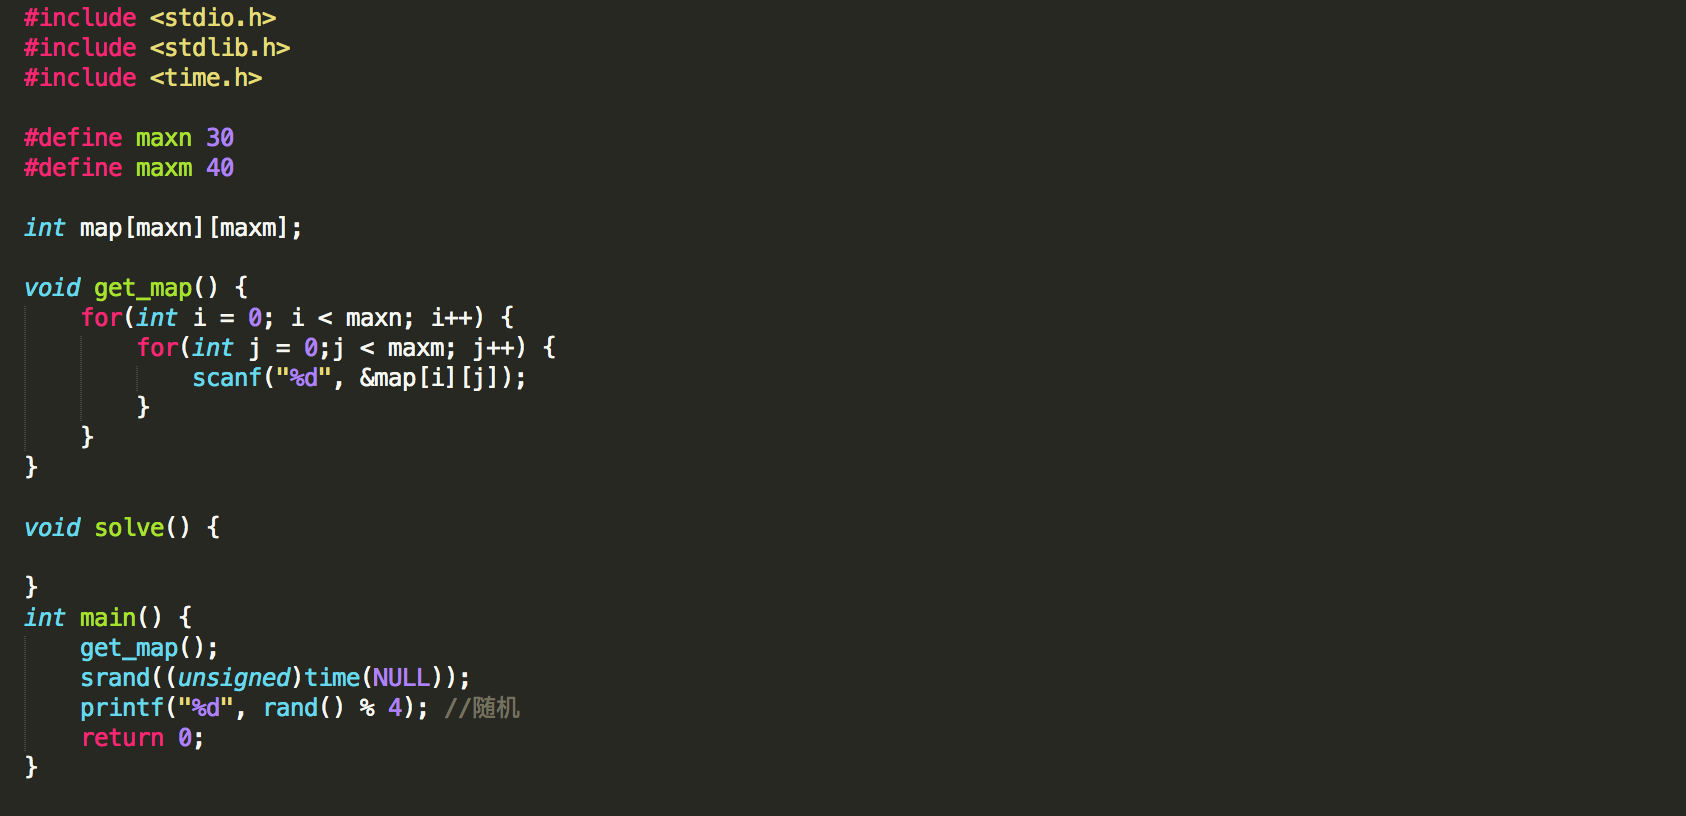 #include <stdio.h>
#include <stdlib.h>
#include <time.h>
#define maxn 30
#define maxm 40
int map[maxn][maxm];
void get_map() {
for(int i = 0; i < maxn; i++) {
for(int j = 0;j < maxm; j++) {
scanf("%d", &map[i][j]);
}
}
}
void solve() {
}
int main() {
get_map();
srand((unsigned)time(NULL));
printf("%d", rand() % 4); //随机
return 0;
}